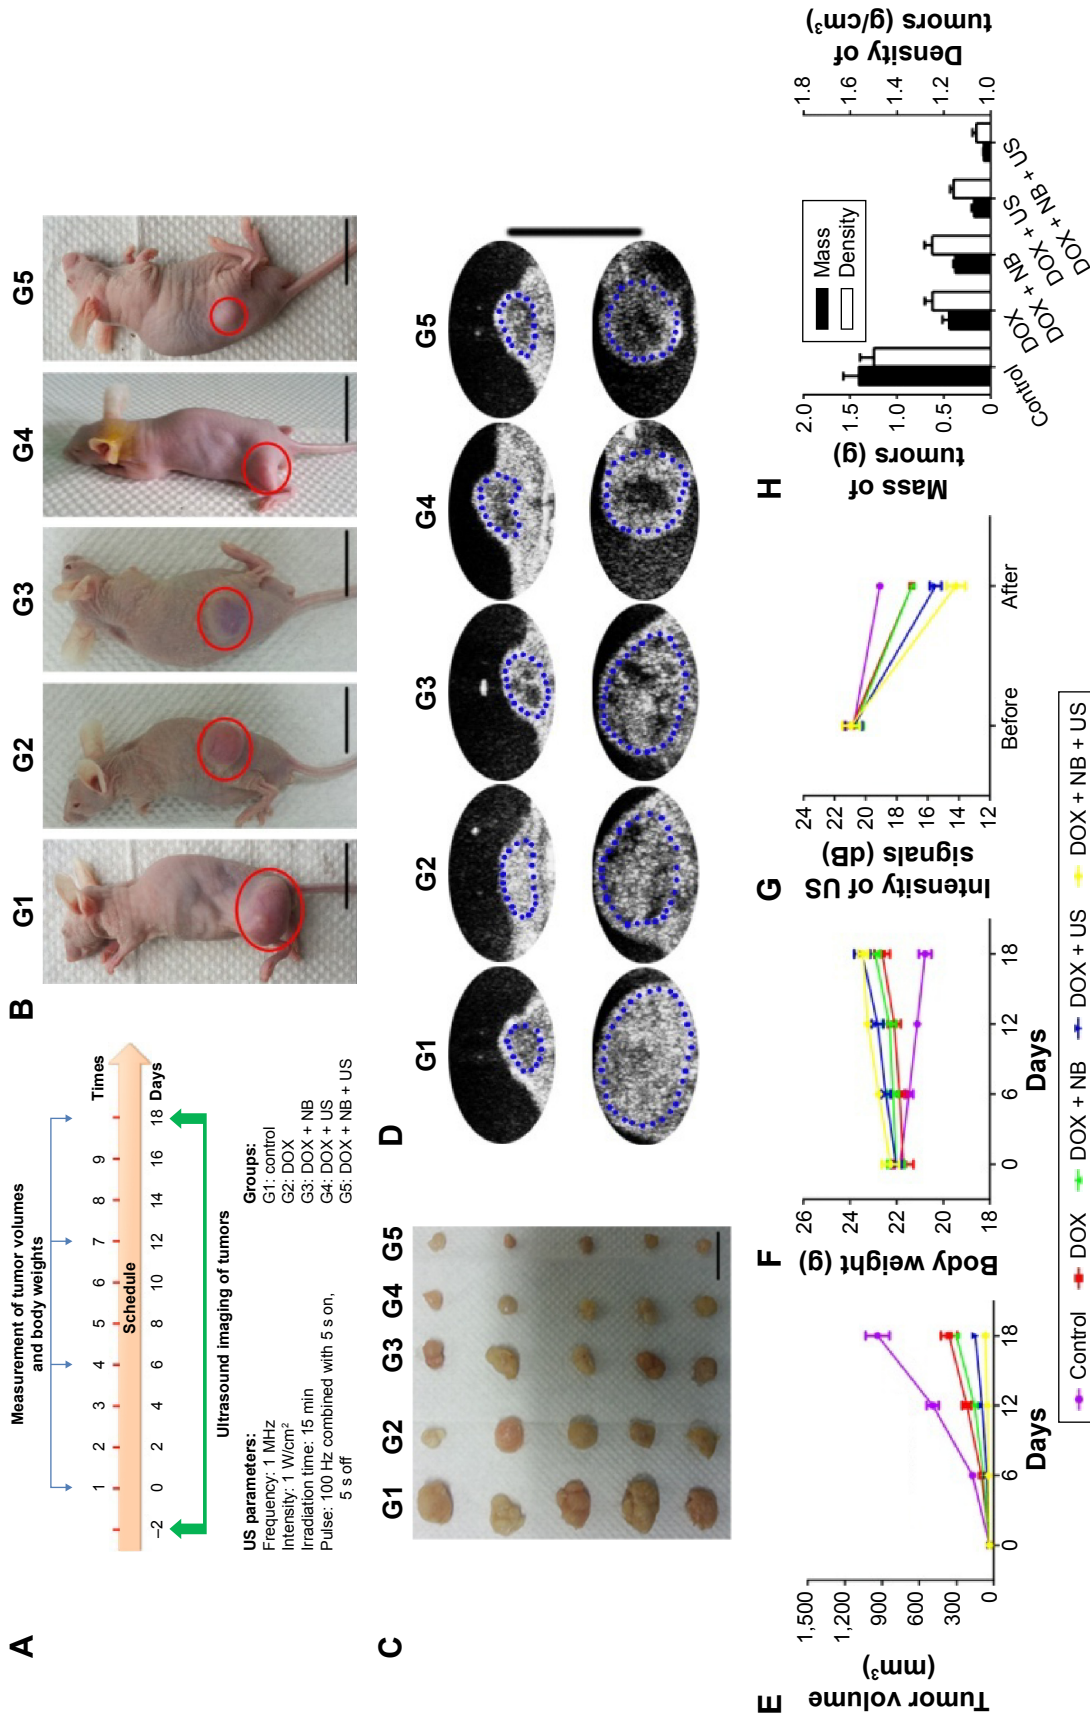 A
Measurement of tumor volumes
and body weights
1 2 3 4 5 6 7 8 9 Times
Schedule
–2 0 2 4 6 8 10 12 14 16 18 Days
Ultrasound imaging of tumors
US parameters:
Frequency: 1 MHz
Intensity: 1 W/cm²
Irradiation time: 15 min
Pulse: 100 Hz combined with 5 s on,
5 s off
Groups:
G1: control
G2: DOX
G3: DOX + NB
G4: DOX + US
G5: DOX + NB + US
B
G1 G2 G3 G4 G5
C
G1 G2 G3 G4 G5
D
G1 G2 G3 G4 G5
E
Tumor volume
(mm³)
1,500
1,200
900
600
300
0
0 6 12 18
Days
F
Body weight (g)
26
24
22
20
18
0 6 12 18
Days
G
Intensity of US
signals (dB)
24
22
20
18
16
14
12
Before After
H
Mass of
tumors (g)
2.0
1.5
1.0
0.5
0
Mass
Density
Control
DOX
DOX + NB
DOX + US
DOX + NB + US
1.8
1.6
1.4
1.2
1.0
Density of
tumors (g/cm³)
Control DOX DOX + NB DOX + US DOX + NB + US